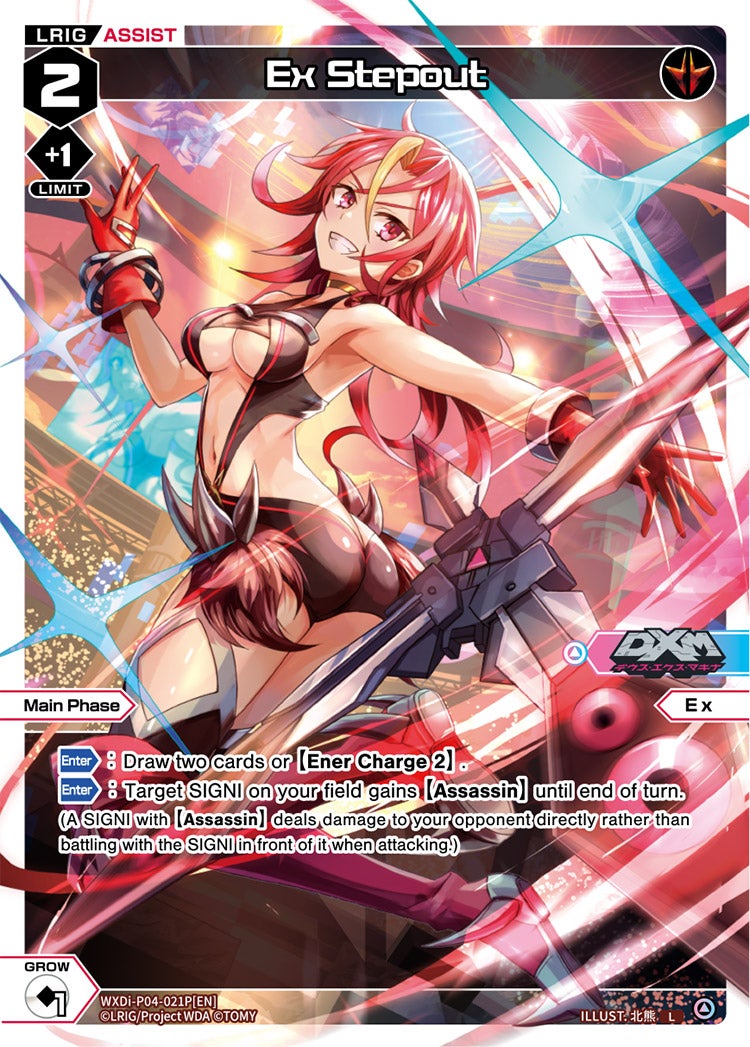 LRIG ASSIST
2
Ex Stepout
+1
LIMIT
DXM
デウス・エクス・マキナ
Main Phase
Ex
Enter : Draw two cards or 【Ener Charge 2】.
Enter : Target SIGNI on your field gains 【Assassin】 until end of turn.
(A SIGNI with 【Assassin】 deals damage to your opponent directly rather than
battling with the SIGNI in front of it when attacking.)
GROW
1
WXDi-P04-021P[EN]
©LRIG/Project WDA ©TOMY
ILLUST. 北熊 L